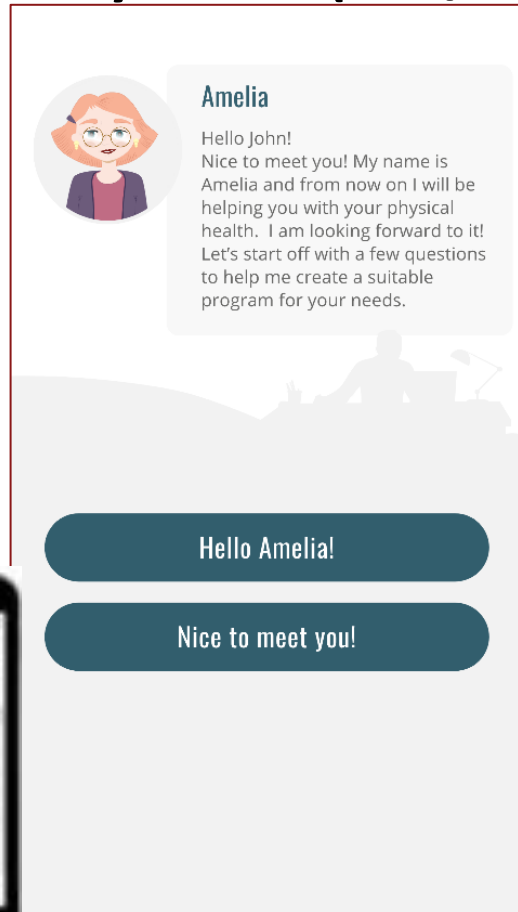 Amelia
Hello John!
Nice to meet you! My name is
Amelia and from now on I will be
helping you with your physical
health.  I am looking forward to it!
Let's start off with a few questions
to help me create a suitable
program for your needs.
Hello Amelia!
Nice to meet you!